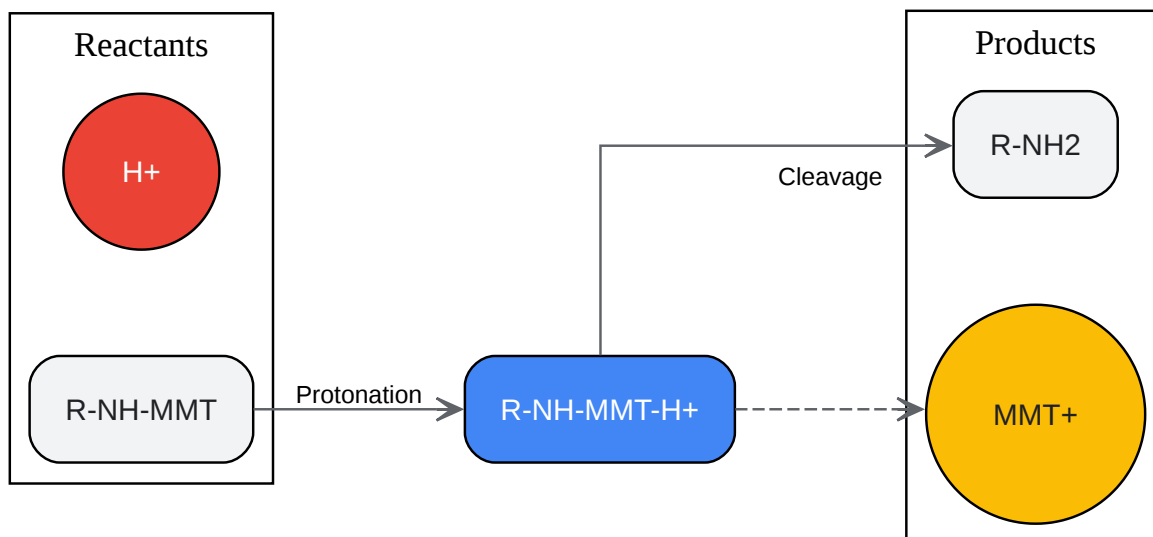 Reactants
H+
R-NH-MMT
Protonation
R-NH-MMT-H+
Cleavage
Products
R-NH2
MMT+